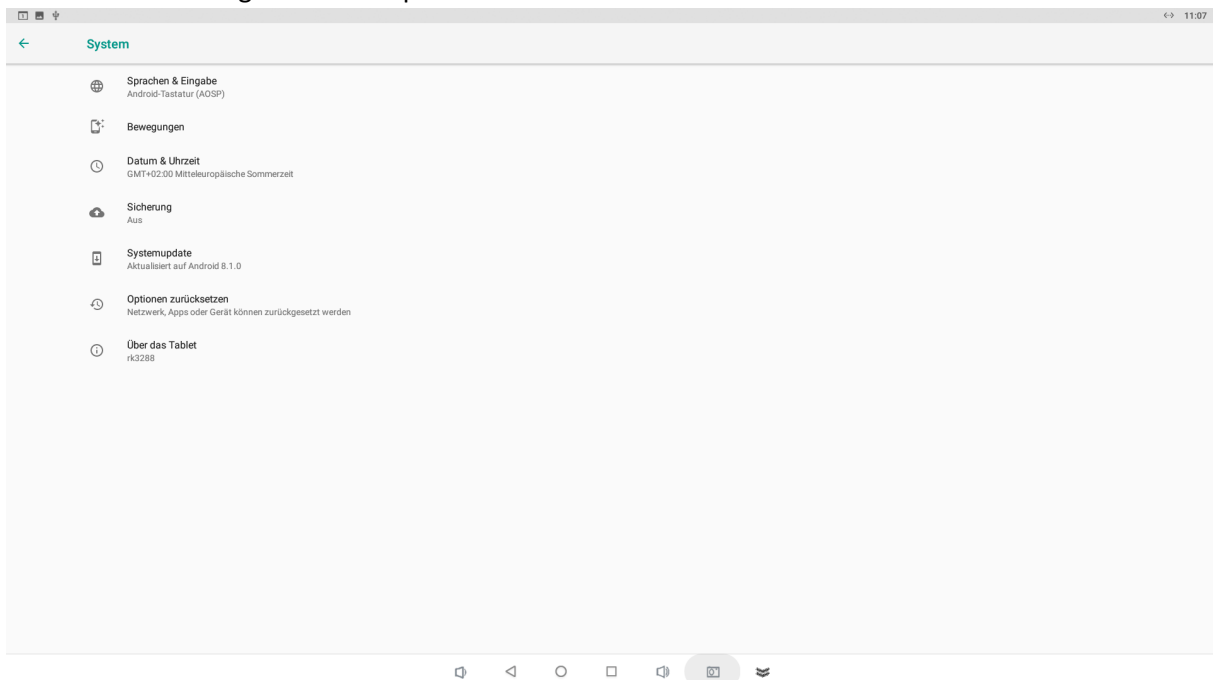 11:07
System
Sprachen & Eingabe
Android-Tastatur (AOSP)
Bewegungen
Datum & Uhrzeit
GMT+02:00 Mitteleuropäische Sommerzeit
Sicherung
Aus
Systemupdate
Aktualisiert auf Android 8.1.0
Optionen zurücksetzen
Netzwerk, Apps oder Gerät können zurückgesetzt werden
Über das Tablet
rk3288